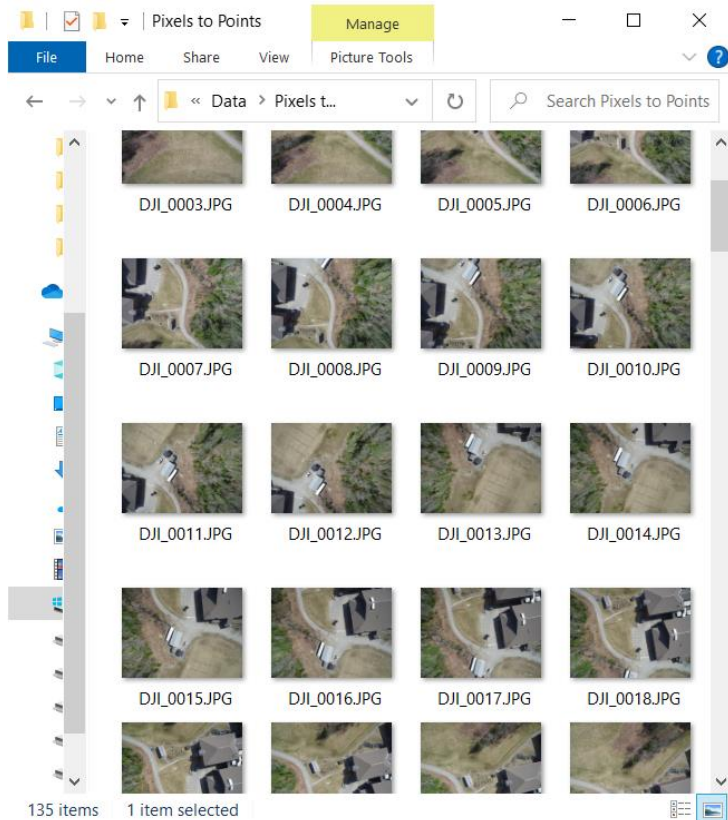 Pixels to Points
Manage
File
Home
Share
View
Picture Tools
?
« Data > Pixels t...
Search Pixels to Points
DJI_0003.JPG
DJI_0004.JPG
DJI_0005.JPG
DJI_0006.JPG
DJI_0007.JPG
DJI_0008.JPG
DJI_0009.JPG
DJI_0010.JPG
DJI_0011.JPG
DJI_0012.JPG
DJI_0013.JPG
DJI_0014.JPG
DJI_0015.JPG
DJI_0016.JPG
DJI_0017.JPG
DJI_0018.JPG
135 items
1 item selected